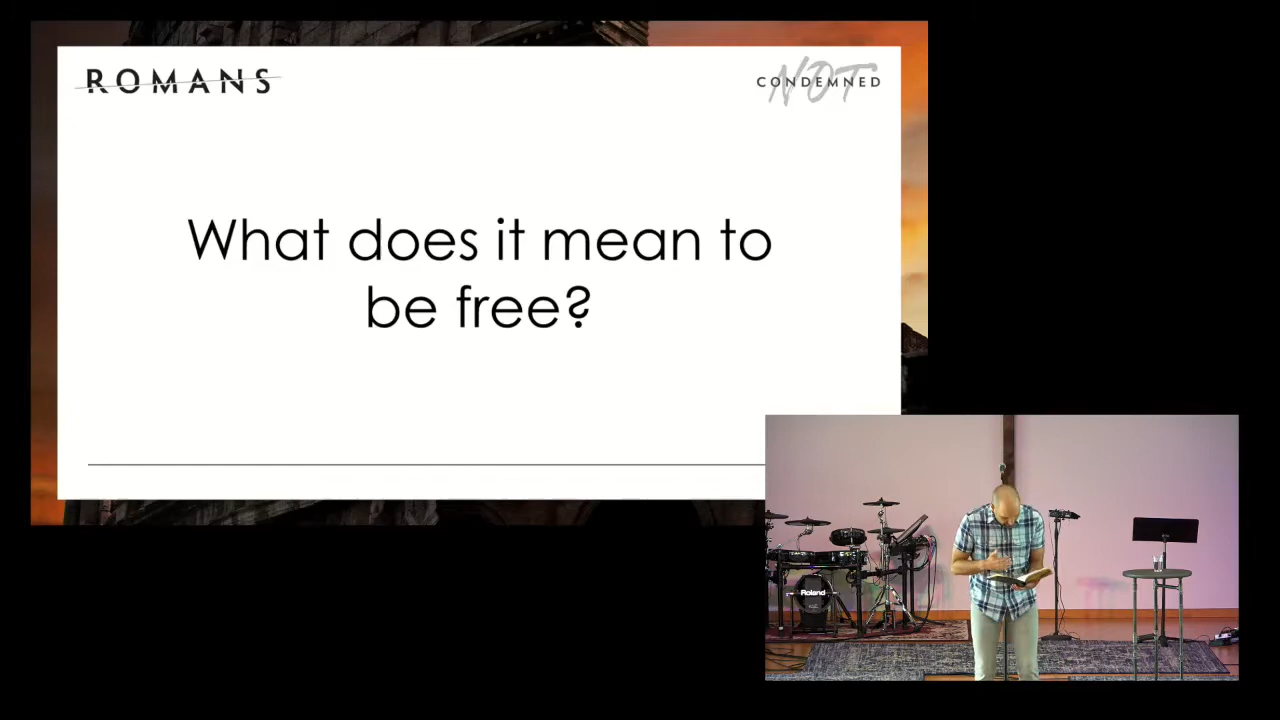 ROMANS
NOT
CONDEMNED
What does it mean to
be free?
Roland